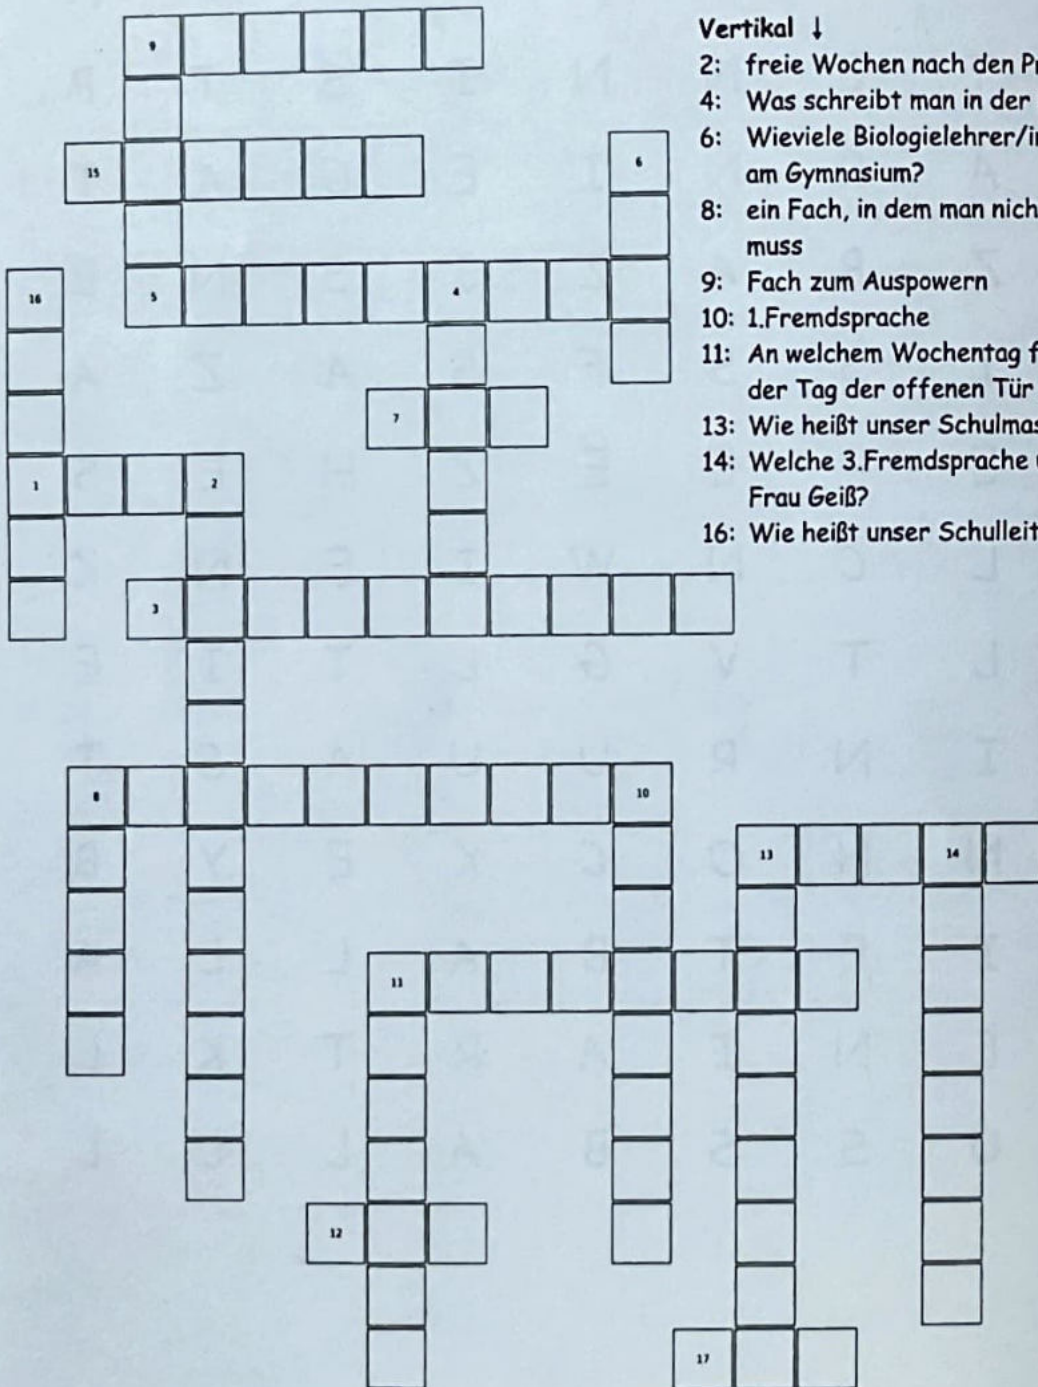 Vertikal ↓
2: freie Wochen nach den Pr
4: Was schreibt man in der
6: Wieviele Biologielehrer/in
am Gymnasium?
8: ein Fach, in dem man nich
muss
9: Fach zum Auspowern
10: 1.Fremdsprache
11: An welchem Wochentag f
der Tag der offenen Tür
13: Wie heißt unser Schulmas
14: Welche 3.Fremdsprache u
Frau Geiß?
16: Wie heißt unser Schulleit
9
15
6
16
5
4
7
1
2
3
8
10
13
14
11
12
17